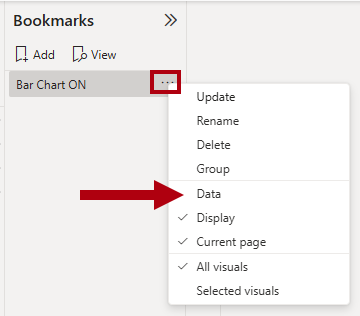 Bookmarks
Add View
Bar Chart ON
Update
Rename
Delete
Group
Data
Display
Current page
All visuals
Selected visuals